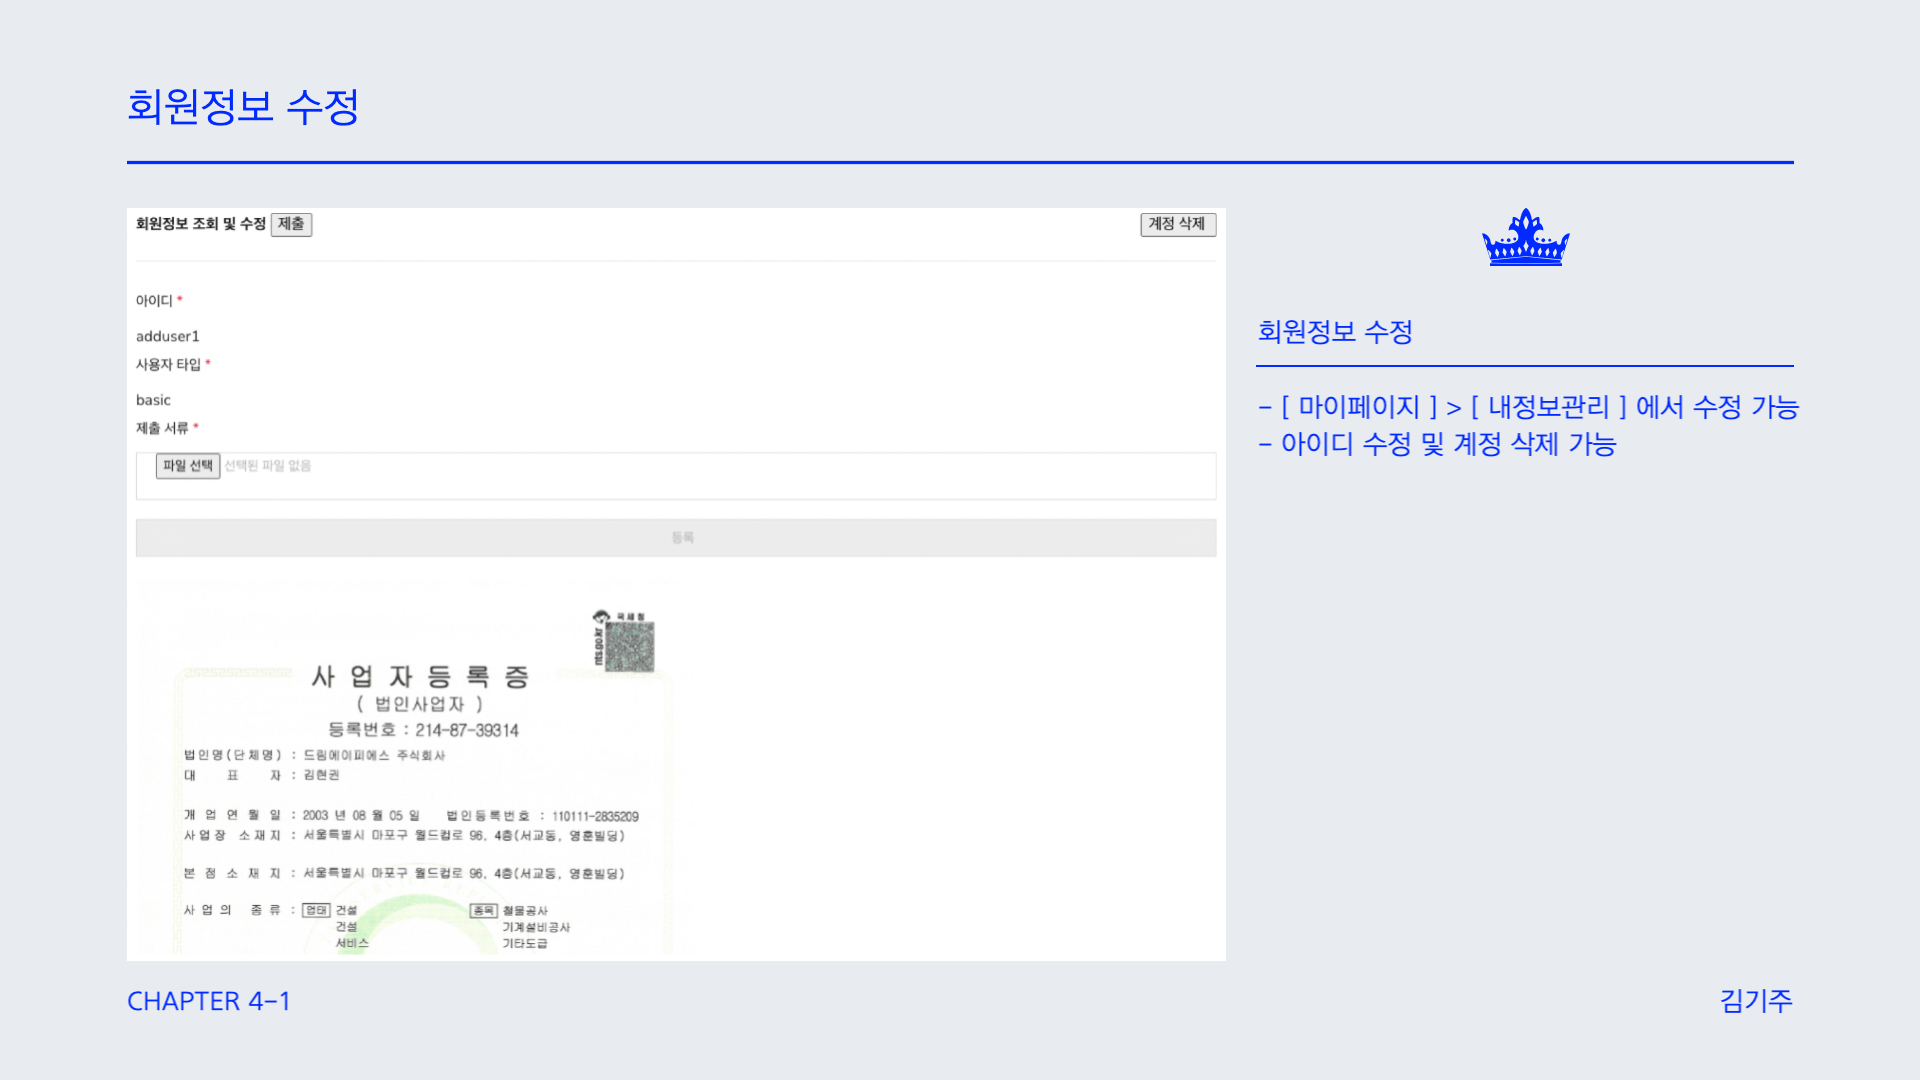 회원정보 수정
회원정보 조회 및 수정 제출 계정 삭제
아이디 *
adduser1
사용자 타입 *
basic
제출 서류 *
파일 선택 선택된 파일 없음
등록
국세청
nts.go.kr
사업자등록증
( 법인사업자 )
등록번호 : 214-87-39314
법인명(단체명) : 드림에이피에스 주식회사
대 표 자 : 김현권
개 업 연 월 일 : 2003 년 08 월 05 일 법인등록번호 : 110111-2835209
사업장 소재지 : 서울특별시 마포구 월드컵로 96, 4층(서교동, 영훈빌딩)
본 점 소 재 지 : 서울특별시 마포구 월드컵로 96, 4층(서교동, 영훈빌딩)
사 업 의 종 류 : 업태 건설 종목 철물공사
건설 기계설비공사
서비스 기타도급
회원정보 수정
- [ 마이페이지 ] > [ 내정보관리 ] 에서 수정 가능
- 아이디 수정 및 계정 삭제 가능
CHAPTER 4-1
김기주